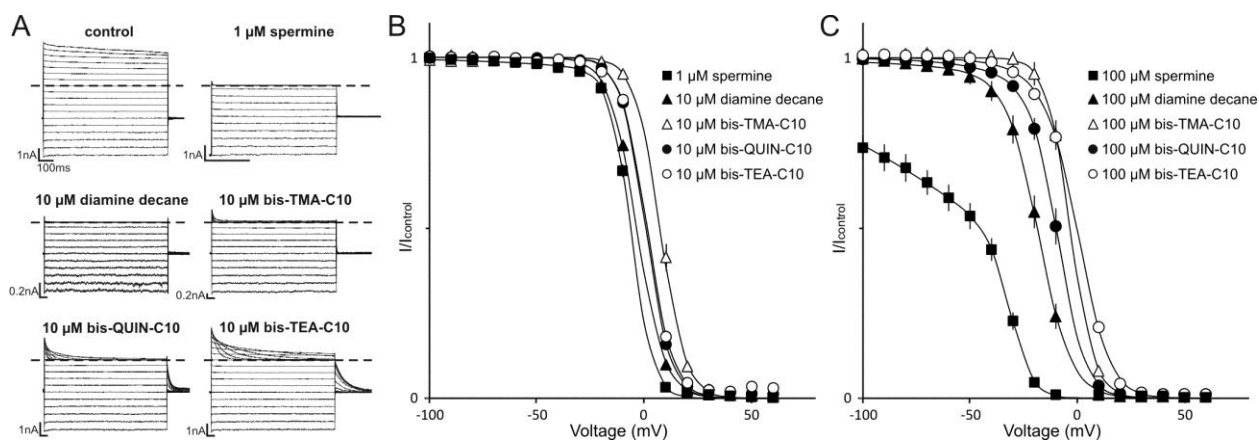 A
control
1 µM spermine
1nA
100ms
1nA
10 µM diamine decane
10 µM bis-TMA-C10
0.2nA
0.2nA
10 µM bis-QUIN-C10
10 µM bis-TEA-C10
1nA
1nA
B
1
I/Icontrol
0
-100
-50
0
50
Voltage (mV)
1 µM spermine
10 µM diamine decane
10 µM bis-TMA-C10
10 µM bis-QUIN-C10
10 µM bis-TEA-C10
C
1
I/Icontrol
0
-100
-50
0
50
Voltage (mV)
100 µM spermine
100 µM diamine decane
100 µM bis-TMA-C10
100 µM bis-QUIN-C10
100 µM bis-TEA-C10